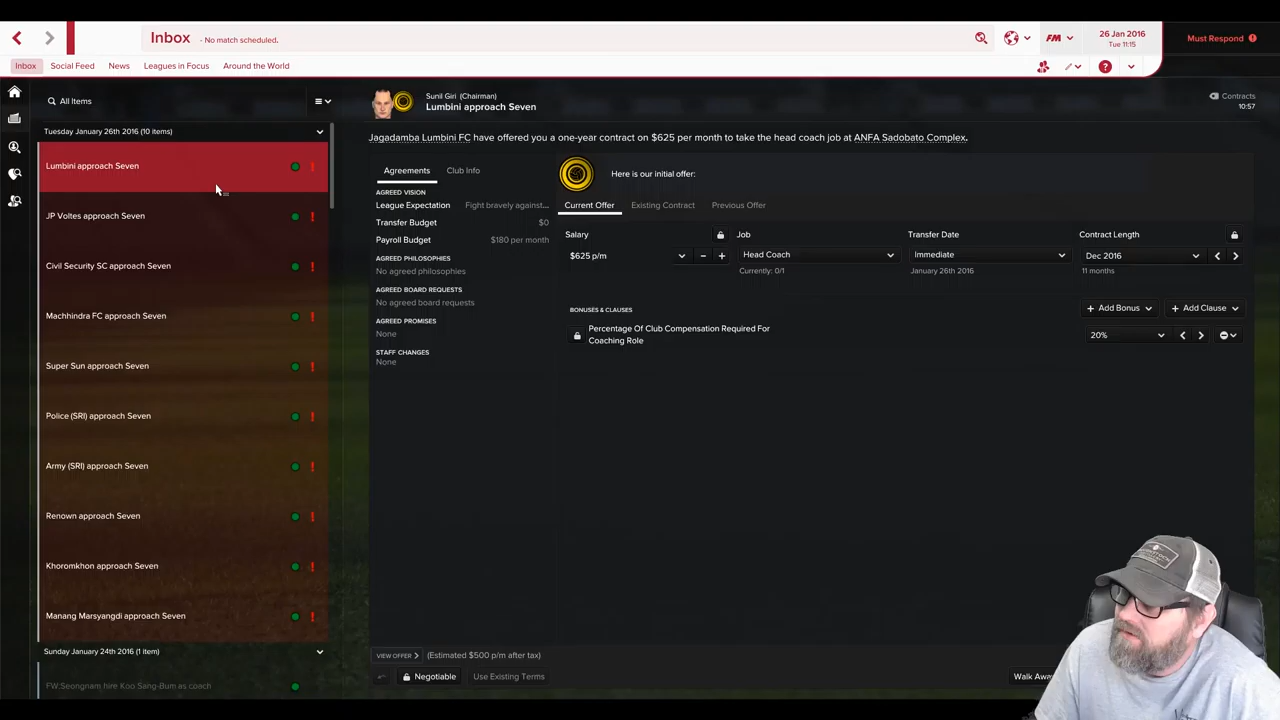 Inbox
- No match scheduled.
FM
26 Jan 2016
Tue 11:15
Must Respond
Inbox
Social Feed
News
Leagues in Focus
Around the World
All Items
Sunil Giri (Chairman)
Lumbini approach Seven
Contracts
10:57
Tuesday January 26th 2016 (10 items)
Jagadamba Lumbini FC have offered you a one-year contract on $625 per month to take the head coach job at ANFA Sadobato Complex.
Lumbini approach Seven
JP Voltes approach Seven
Civil Security SC approach Seven
Machhindra FC approach Seven
Super Sun approach Seven
Police (SRI) approach Seven
Army (SRI) approach Seven
Renown approach Seven
Khoromkhon approach Seven
Manang Marsyangdi approach Seven
Sunday January 24th 2016 (1 item)
FW Seongnam hire Koo Sang-Bum as coach
Agreements
Club Info
AGREED VISION
League Expectation
Fight bravely against...
Transfer Budget
$0
Payroll Budget
$180 per month
AGREED PHILOSOPHIES
No agreed philosophies
AGREED BOARD REQUESTS
No agreed board requests
AGREED PROMISES
None
STAFF CHANGES
None
Here is our initial offer:
Current Offer
Existing Contract
Previous Offer
Salary
$625 p/m
Job
Head Coach
Currently: 0/1
Transfer Date
Immediate
January 26th 2016
Contract Length
Dec 2016
11 months
BONUSES & CLAUSES
Add Bonus
Add Clause
Percentage Of Club Compensation Required For
Coaching Role
20%
VIEW OFFER
(Estimated $500 p/m after tax)
Negotiable
Use Existing Terms
Walk Away